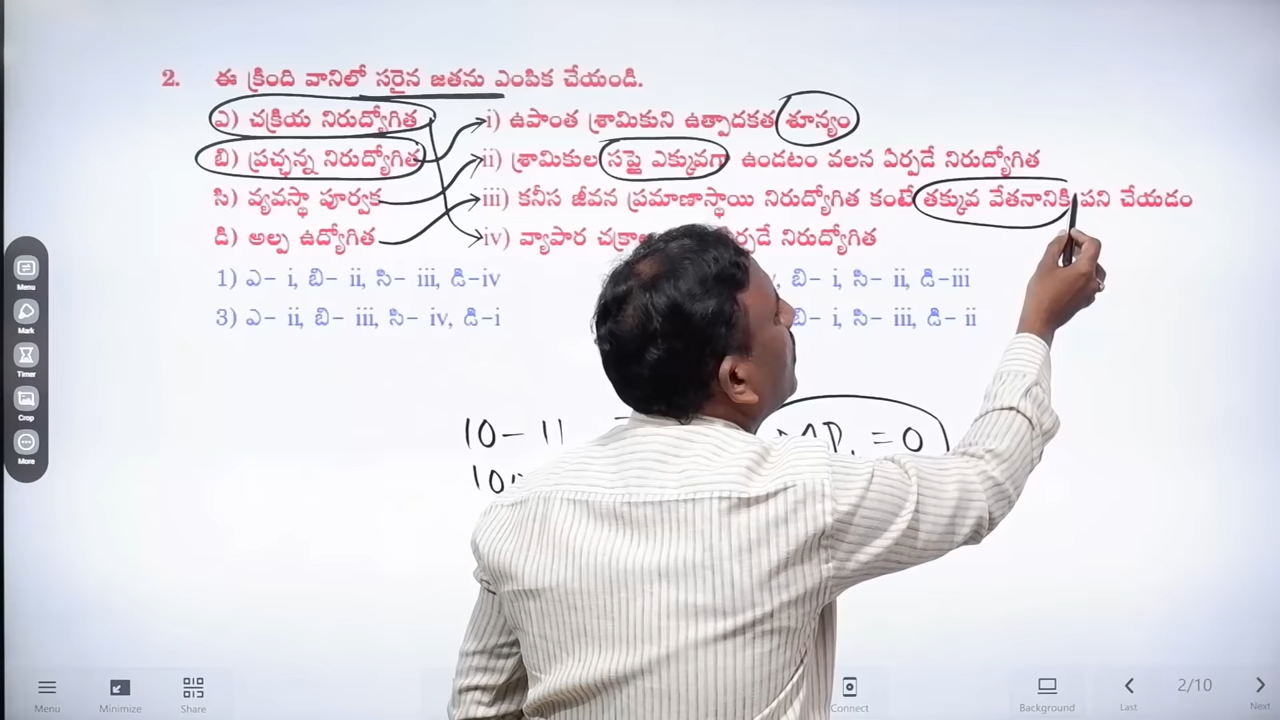 2. ఈ క్రింది వానిలో సరైన జతను ఎంపిక చేయండి.
ఎ) చక్రియ నిరుద్యోగిత i) ఉపాంత శ్రామికుని ఉత్పాదకత శూన్యం
బి) ప్రచ్ఛన్న నిరుద్యోగిత ii) శ్రామికుల సప్లై ఎక్కువగా ఉండటం వలన ఏర్పడే నిరుద్యోగిత
సి) వ్యవస్థా పూర్వక iii) కనీస జీవన ప్రమాణాస్థాయి నిరుద్యోగిత కంటే తక్కువ వేతనానికి పని చేయడం
డి) అల్ప ఉద్యోగిత iv) వ్యాపార ఏర్పడే నిరుద్యోగిత
1) ఎ- i, బి- ii, సి- iii, డి-iv బి- i, సి- ii, డి-iii
3) ఎ- ii, బి- iii, సి- iv, డి-i బి- i, సి- iii, డి- ii
10 - 11 = 0
Menu
Mark
Timer
Crop
More
Menu Minimize Share Connect Background Last 2/10 Next